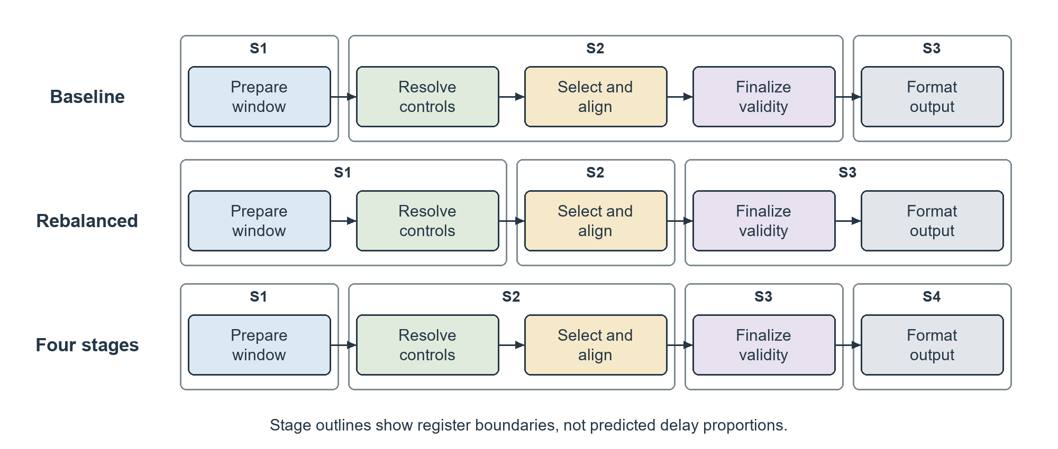 S1
S2
S3
Baseline
Prepare
window
Resolve
controls
Select and
align
Finalize
validity
Format
output
S1
S2
S3
Rebalanced
Prepare
window
Resolve
controls
Select and
align
Finalize
validity
Format
output
S1
S2
S3
S4
Four stages
Prepare
window
Resolve
controls
Select and
align
Finalize
validity
Format
output
Stage outlines show register boundaries, not predicted delay proportions.